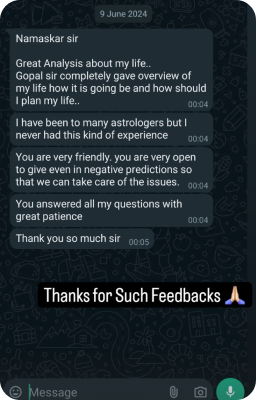 9 June 2024
Namaskar sir
Great Analysis about my life..
Gopal sir completely gave overview of
my life how it is going be and how should
I plan my life..
00:04
I have been to many astrologers but I
never had this kind of experience
00:04
You are very friendly. you are very open
to give even in negative predictions so
that we can take care of the issues.
00:04
You answered all my questions with
great patience
00:04
Thank you so much sir
00:05
Thanks for Such Feedbacks 🙏🏻
Message